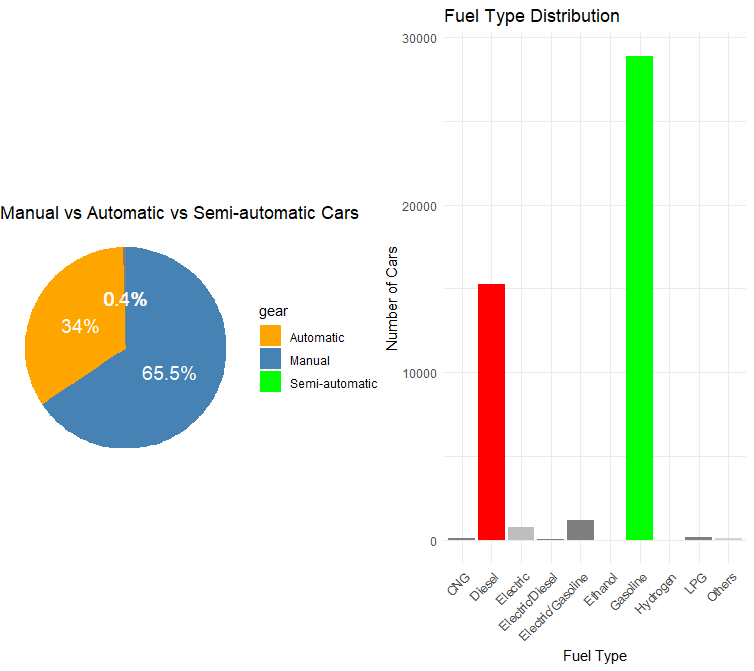 Manual vs Automatic vs Semi-automatic Cars
0.4%
34%
65.5%
gear
Automatic
Manual
Semi-automatic
Fuel Type Distribution
Number of Cars
30000
20000
10000
0
CNG
Diesel
Electric
Electric/Diesel
Electric/Gasoline
Ethanol
Gasoline
Hydrogen
LPG
Others
Fuel Type